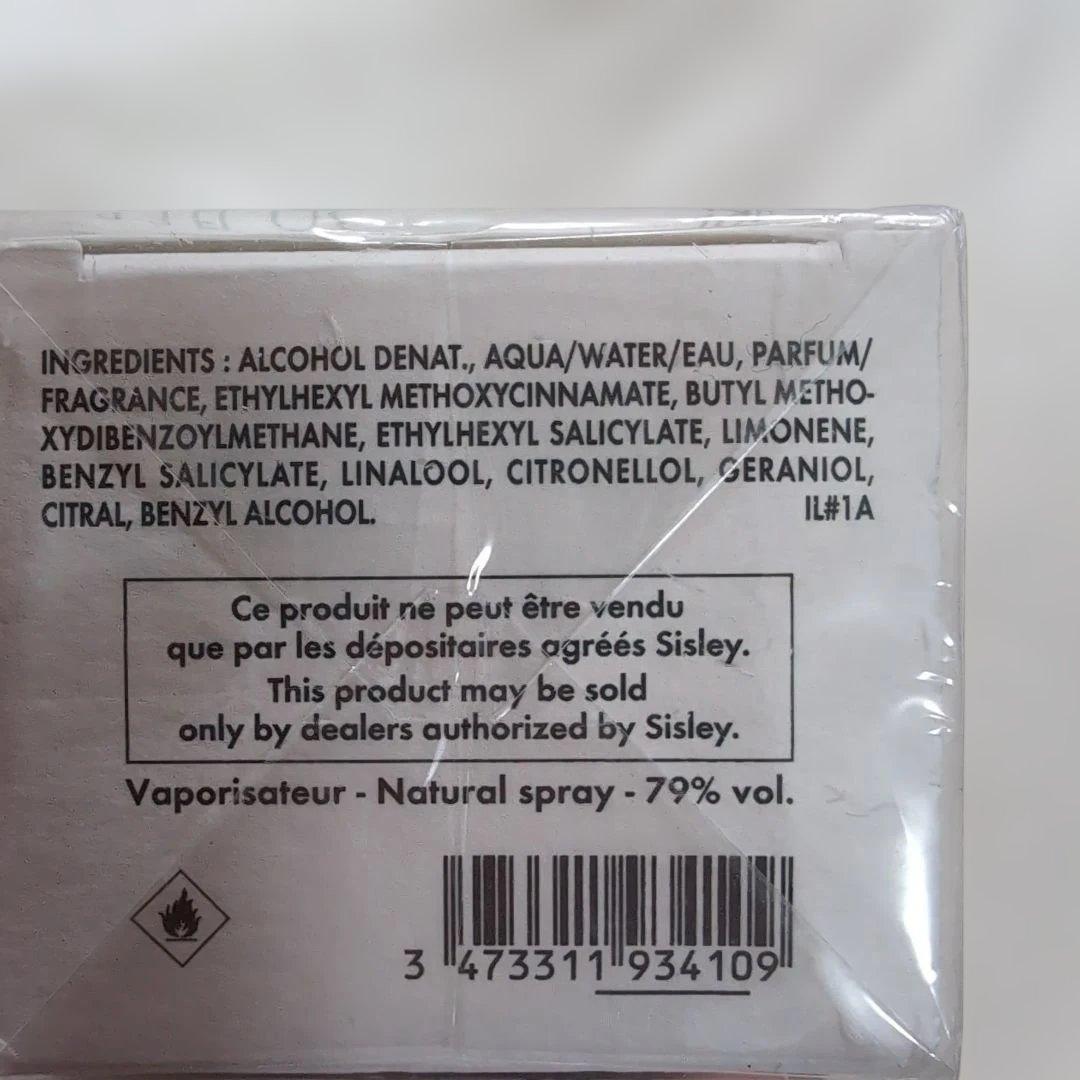 INGREDIENTS : ALCOHOL DENAT., AQUA/WATER/EAU, PARFUM/
FRAGRANCE, ETHYLHEXYL METHOXYCINNAMATE, BUTYL METHO-
XYDIBENZOYLMETHANE, ETHYLHEXYL SALICYLATE, LIMONENE,
BENZYL SALICYLATE, LINALOOL, CITRONELLOL, GERANIOL,
CITRAL, BENZYL ALCOHOL. IL#1A
Ce produit ne peut être vendu
que par les dépositaires agréés Sisley.
This product may be sold
only by dealers authorized by Sisley.
Vaporisateur - Natural spray - 79% vol.
3 473311 934109